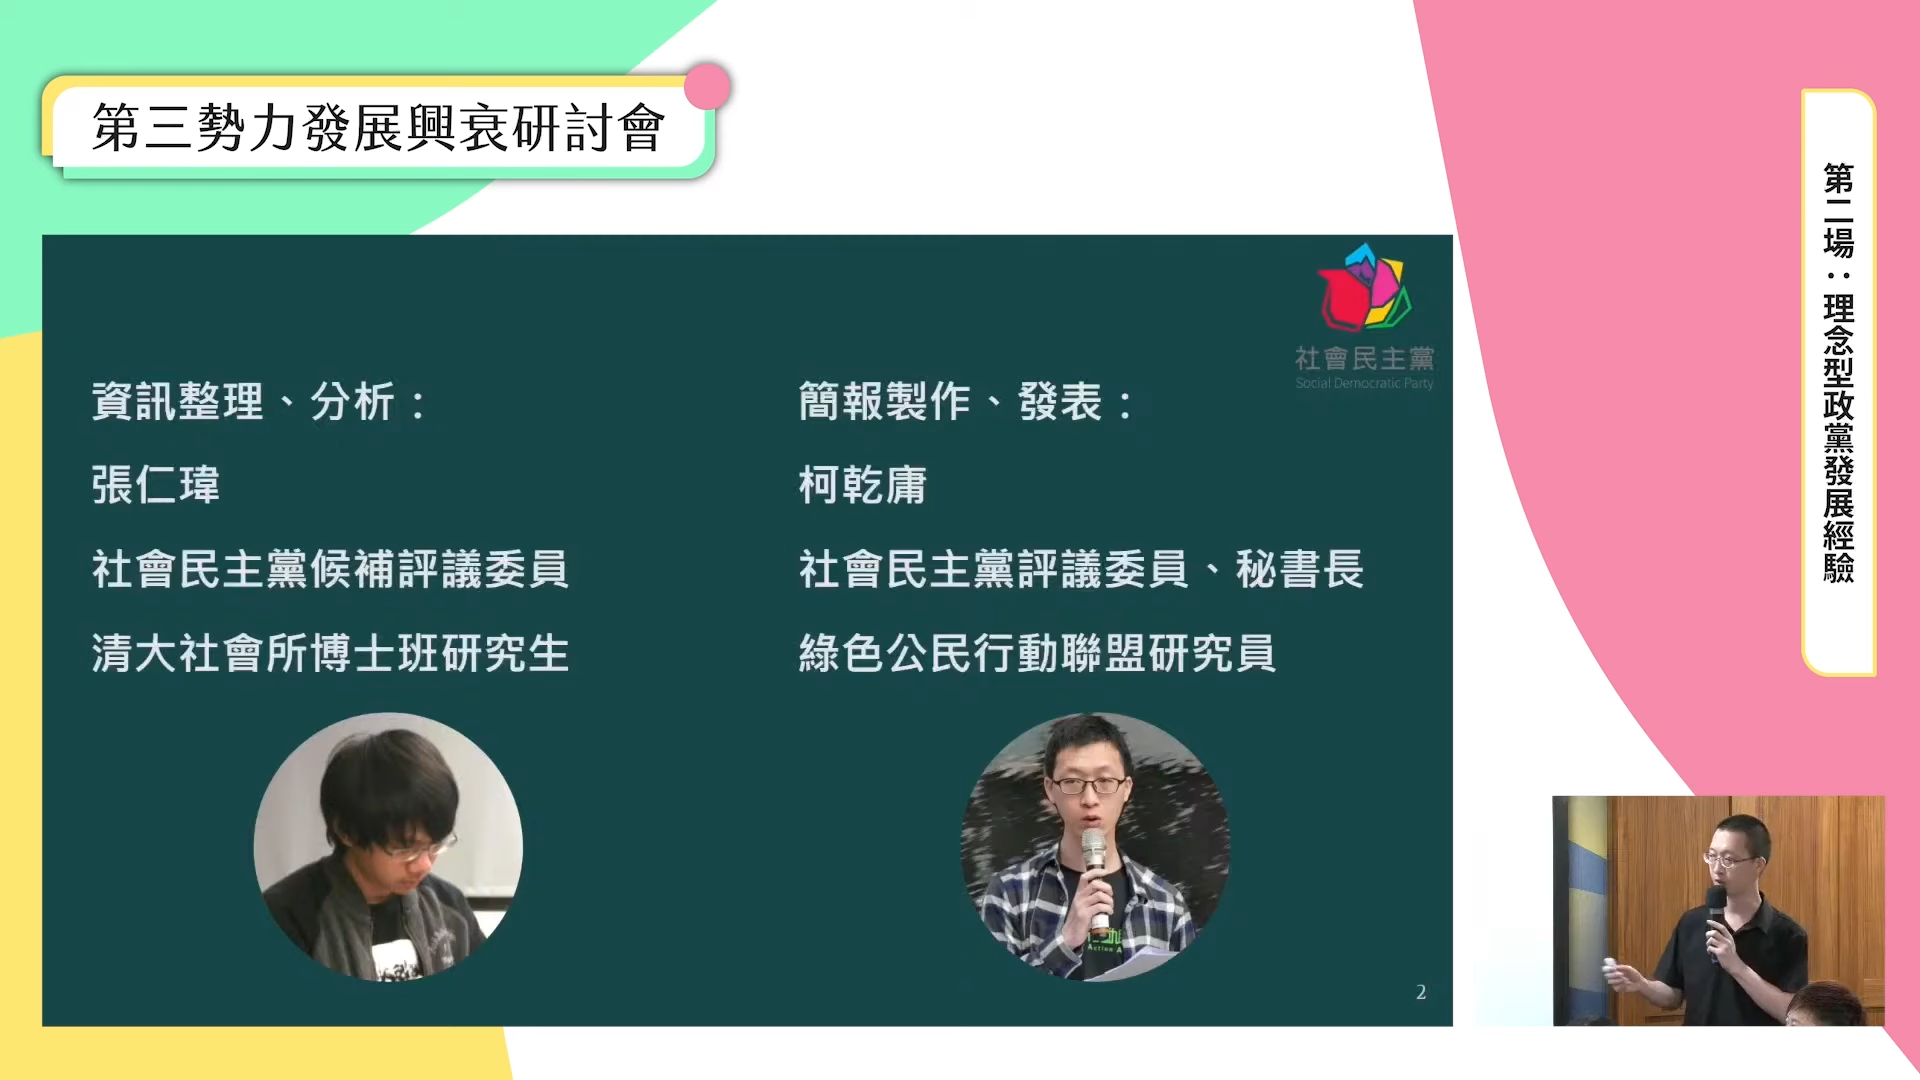 第三勢力發展興衰研討會
社會民主黨
Social Democratic Party
資訊整理、分析：
張仁瑋
社會民主黨候補評議委員
清大社會所博士班研究生
簡報製作、發表：
柯乾庸
社會民主黨評議委員、秘書長
綠色公民行動聯盟研究員
2
第二場：理念型政黨發展經驗